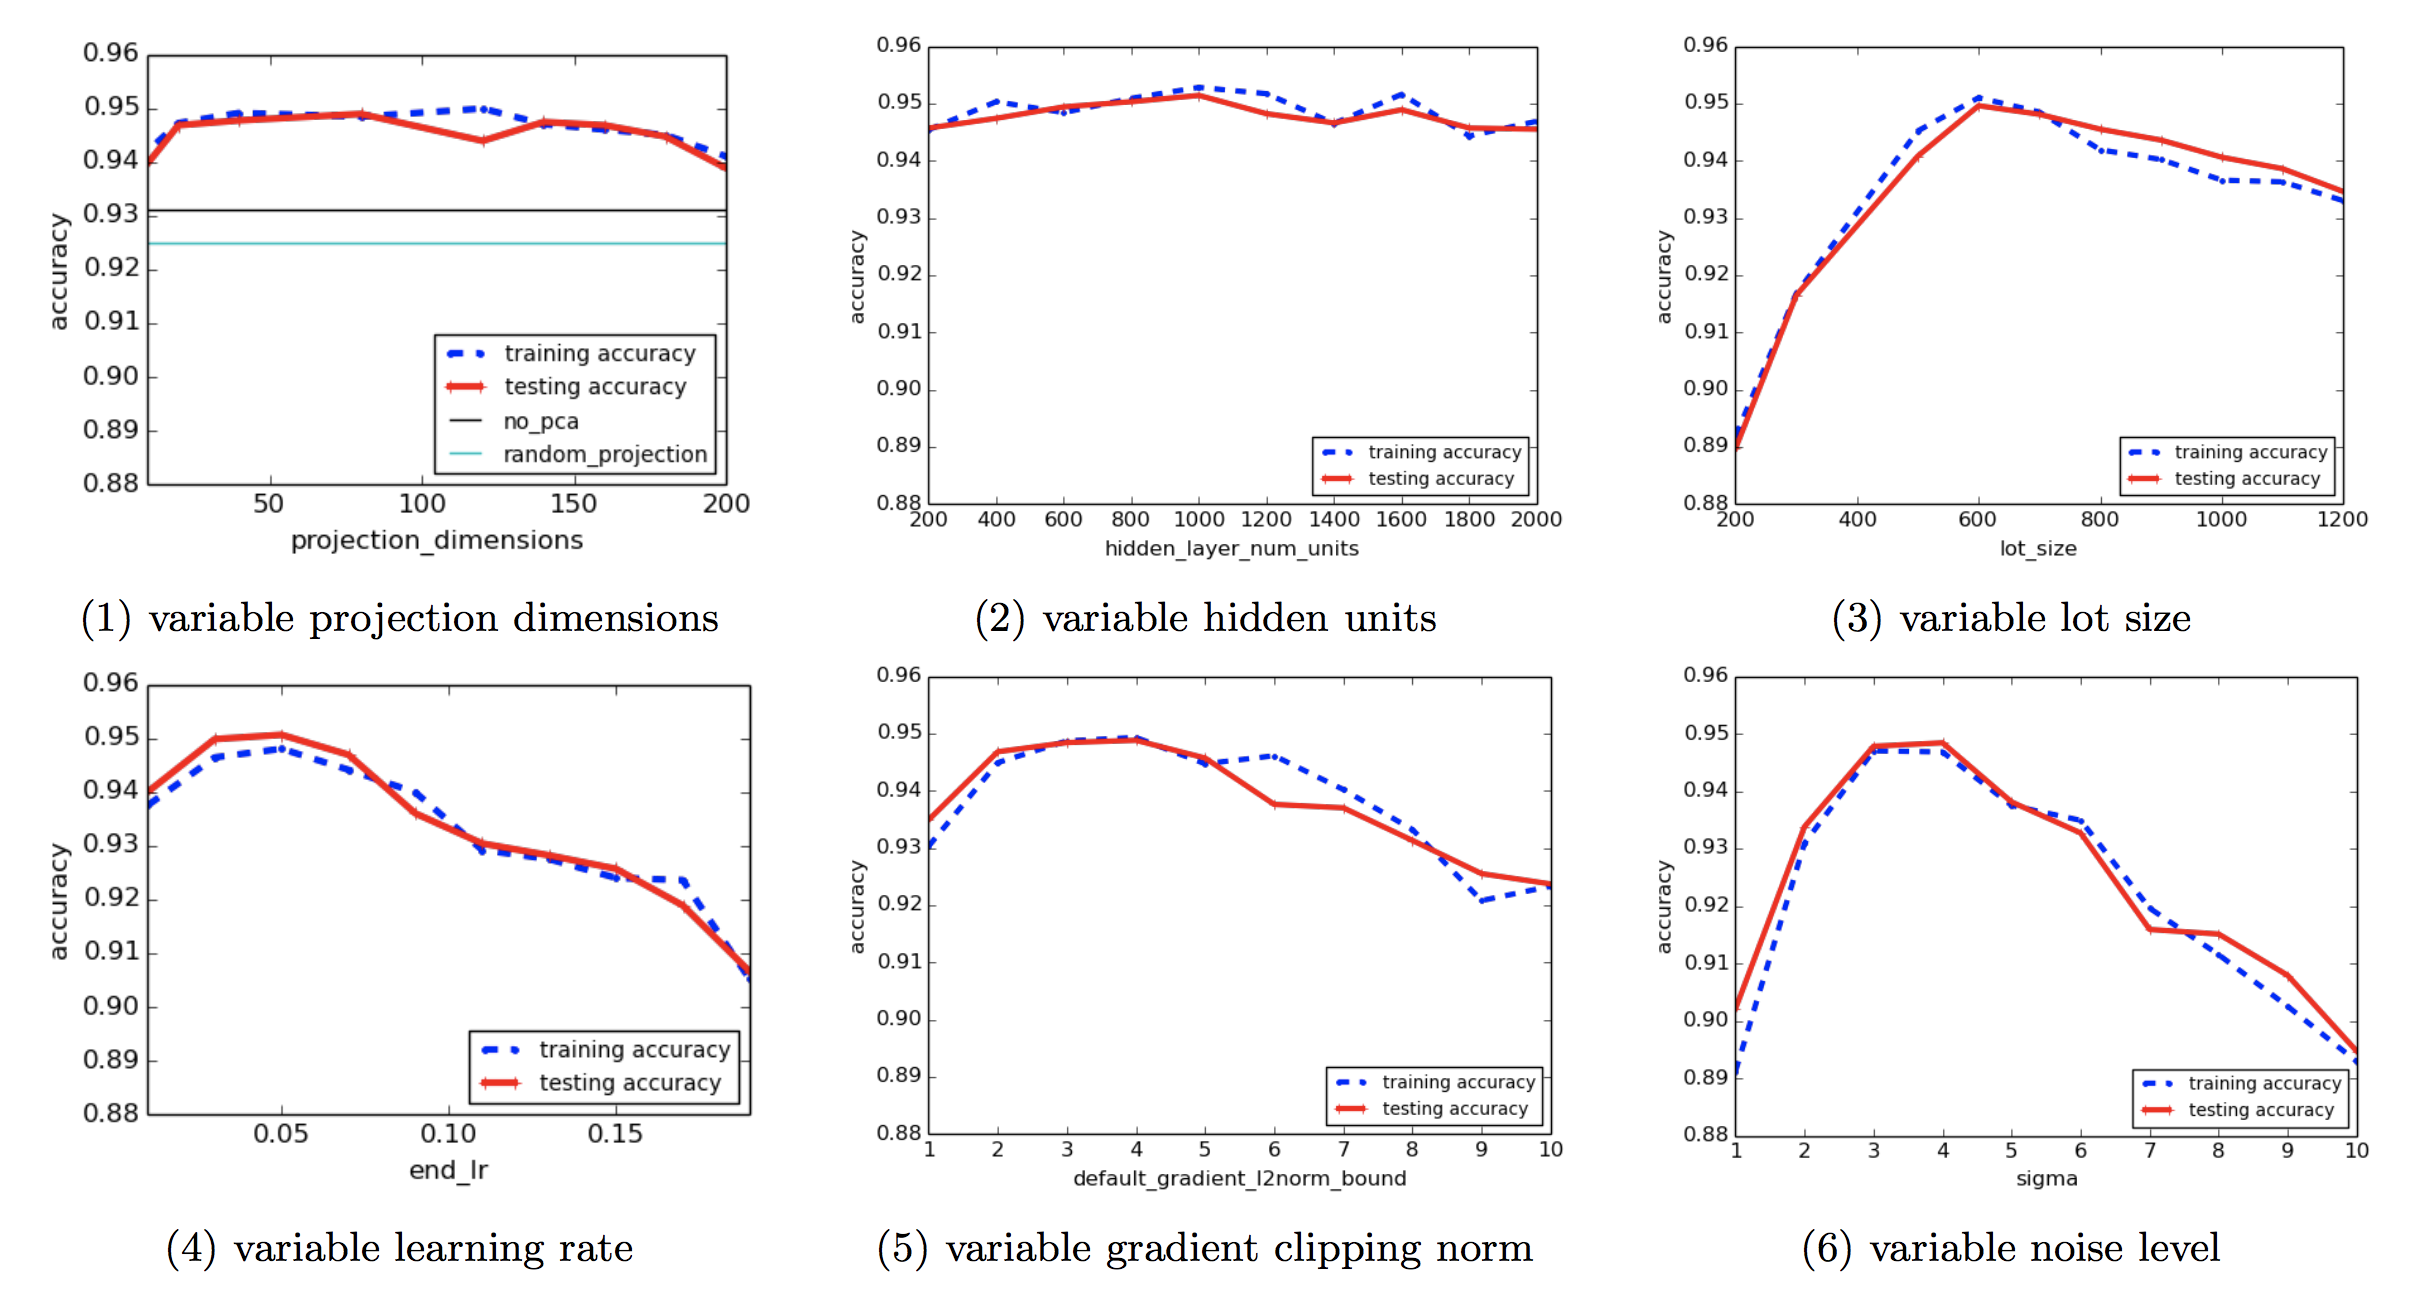 0.96
0.95
0.94
0.93
0.92
0.91
0.90
0.89
0.88
accuracy
training accuracy
testing accuracy
no_pca
random_projection
50 100 150 200
projection_dimensions
(1) variable projection dimensions
0.96
0.95
0.94
0.93
0.92
0.91
0.90
0.89
0.88
accuracy
training accuracy
testing accuracy
200 400 600 800 1000 1200 1400 1600 1800 2000
hidden_layer_num_units
(2) variable hidden units
0.96
0.95
0.94
0.93
0.92
0.91
0.90
0.89
0.88
accuracy
training accuracy
testing accuracy
200 400 600 800 1000 1200
lot_size
(3) variable lot size
0.96
0.95
0.94
0.93
0.92
0.91
0.90
0.89
0.88
accuracy
training accuracy
testing accuracy
0.05 0.10 0.15
end_lr
(4) variable learning rate
0.96
0.95
0.94
0.93
0.92
0.91
0.90
0.89
0.88
accuracy
training accuracy
testing accuracy
1 2 3 4 5 6 7 8 9 10
default_gradient_l2norm_bound
(5) variable gradient clipping norm
0.96
0.95
0.94
0.93
0.92
0.91
0.90
0.89
0.88
accuracy
training accuracy
testing accuracy
1 2 3 4 5 6 7 8 9 10
sigma
(6) variable noise level